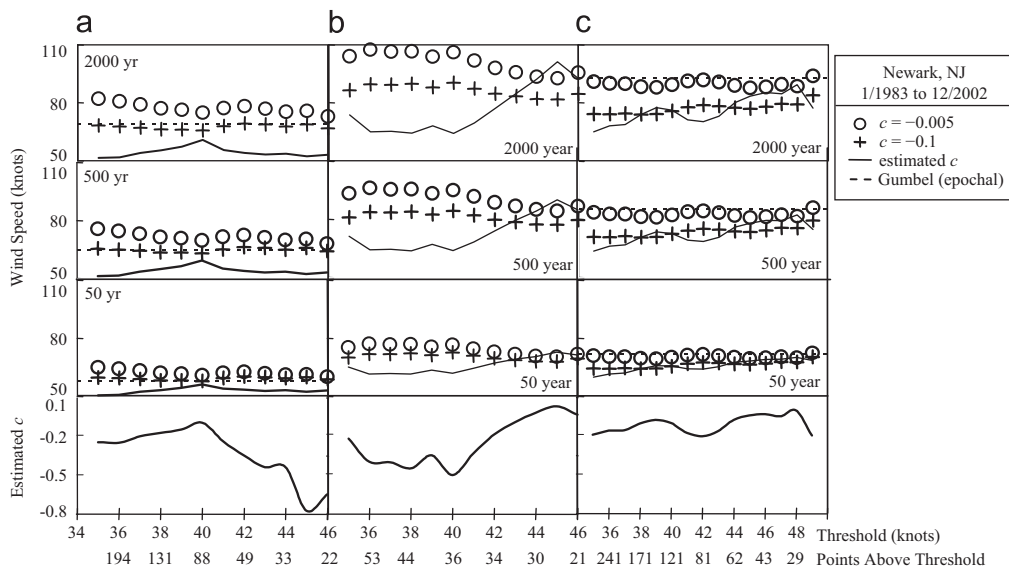 a b c
110 2000 yr
80
50 2000 year 2000 year
500 yr
110
80
50 500 year 500 year
110 50 yr
80
50 50 year 50 year
Wind Speed (knots)
0.1
-0.2
-0.5
-0.8
Estimated c
34 36 38 40 42 44 46 36 38 40 42 44 46 36 38 40 42 44 46 48 Threshold (knots)
194 131 88 49 33 22 53 44 36 34 30 21 241 171 121 81 62 43 29 Points Above Threshold
Newark, NJ
1/1983 to 12/2002
c = −0.005
c = −0.1
estimated c
Gumbel (epochal)